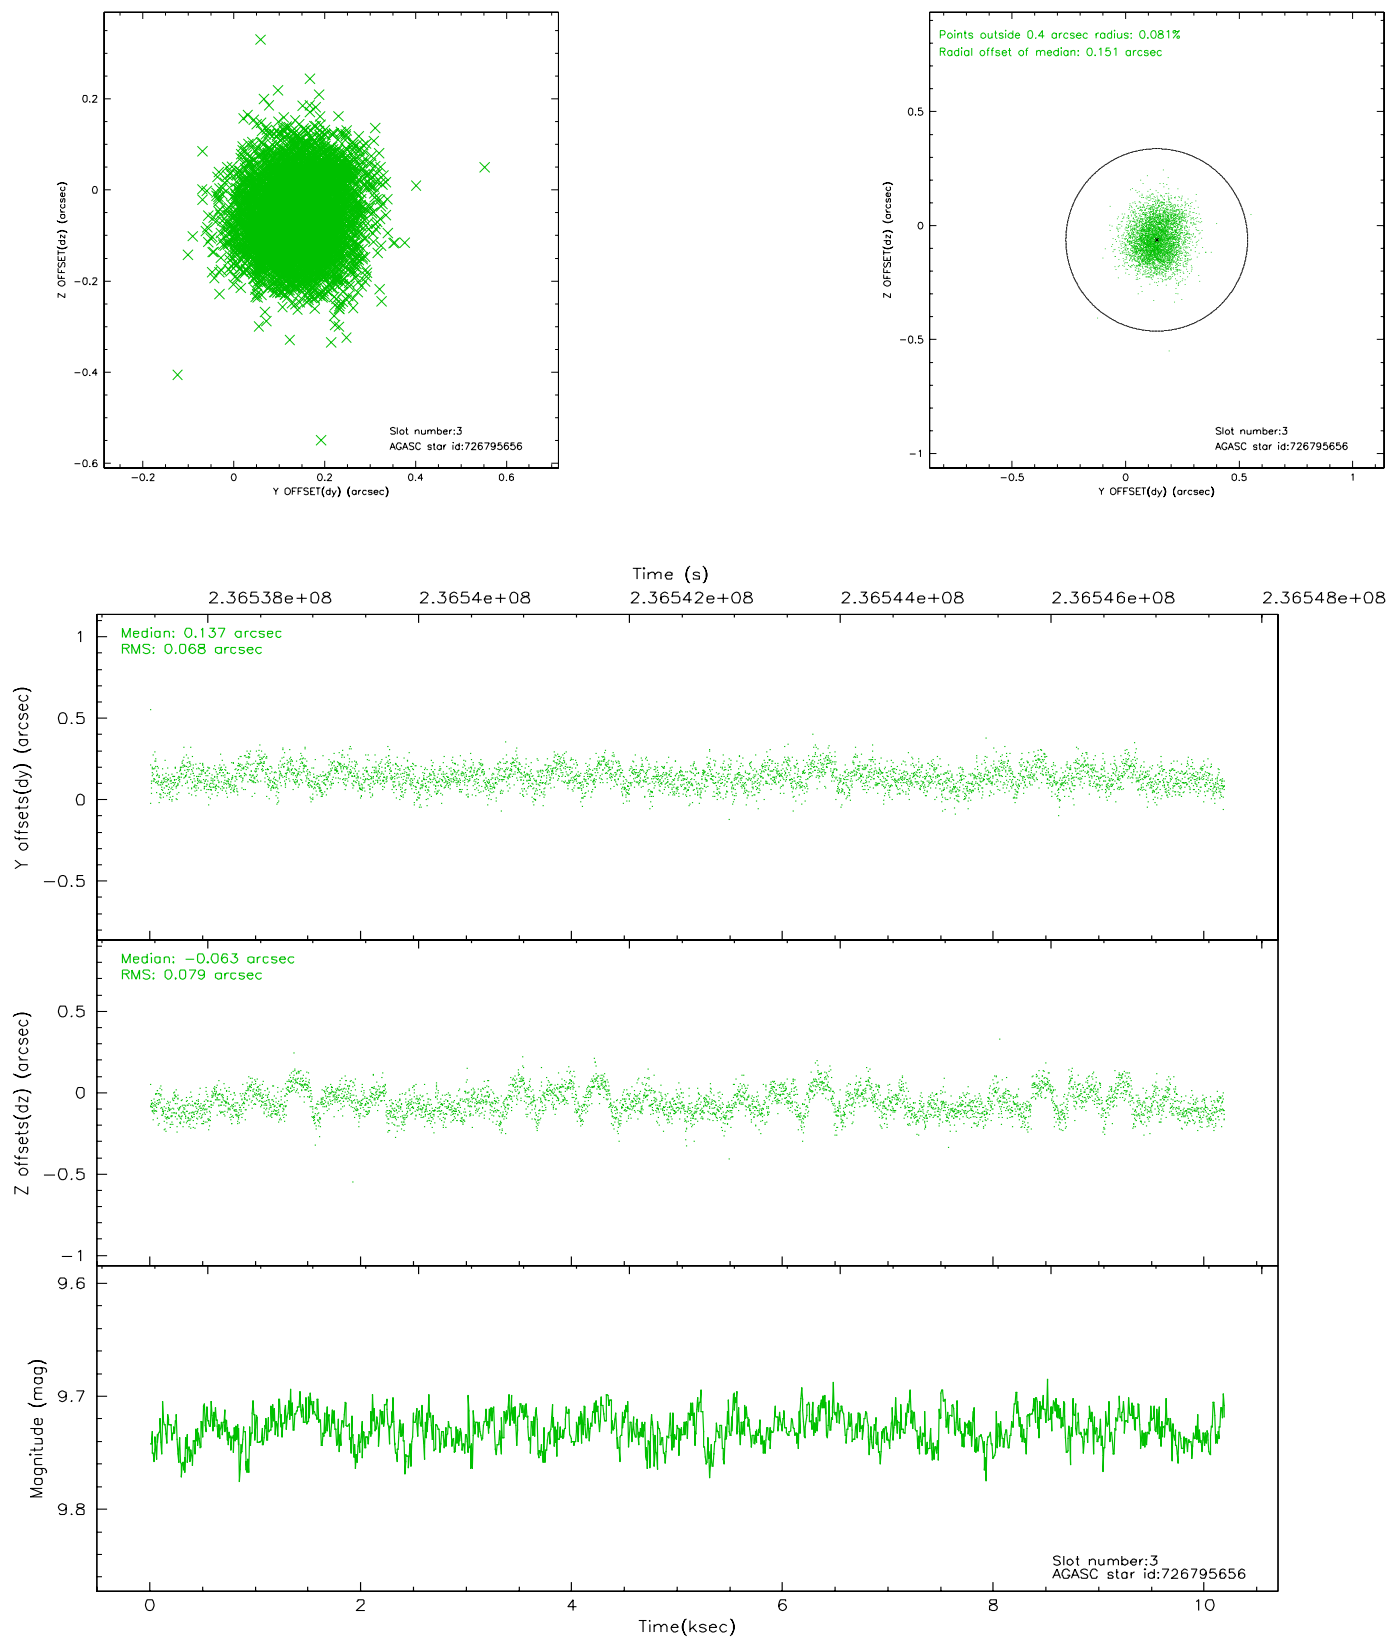 0.2
0
-0.2
-0.4
-0.6
Z OFFSET(dz) (arcsec)
Slot number:3
AGASC star id:726795656
-0.2
0
0.2
0.4
0.6
Y OFFSET(dy) (arcsec)
Points outside 0.4 arcsec radius: 0.081%
Radial offset of median: 0.151 arcsec
0.5
0
-0.5
-1
Z OFFSET(dz) (arcsec)
Slot number:3
AGASC star id:726795656
-0.5
0
0.5
1
Y OFFSET(dy) (arcsec)
Time (s)
2.36538e+08
2.3654e+08
2.36542e+08
2.36544e+08
2.36546e+08
2.36548e+08
Median: 0.137 arcsec
RMS: 0.068 arcsec
1
0.5
0
-0.5
Y offsets(dy) (arcsec)
Median: -0.063 arcsec
RMS: 0.079 arcsec
0.5
0
-0.5
-1
Z offsets(dz) (arcsec)
9.6
9.7
9.8
Magnitude (mag)
Slot number:3
AGASC star id:726795656
0
2
4
6
8
10
Time(ksec)